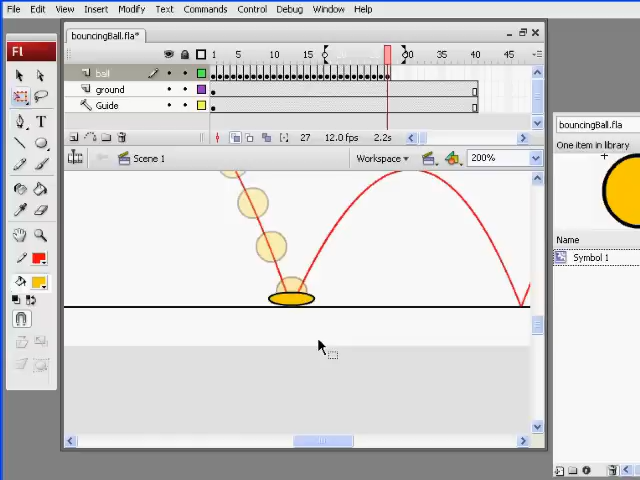 File Edit View Insert Modify Text Commands Control Debug Window Help
bouncingBall.fla*
Fl
1 5 10 15 20 30 35 40 45
ball
ground
Guide
27 12.0 fps 2.2s
Scene 1 Workspace 200%
bouncingBall.fla
One item in library
Name
Symbol 1
T